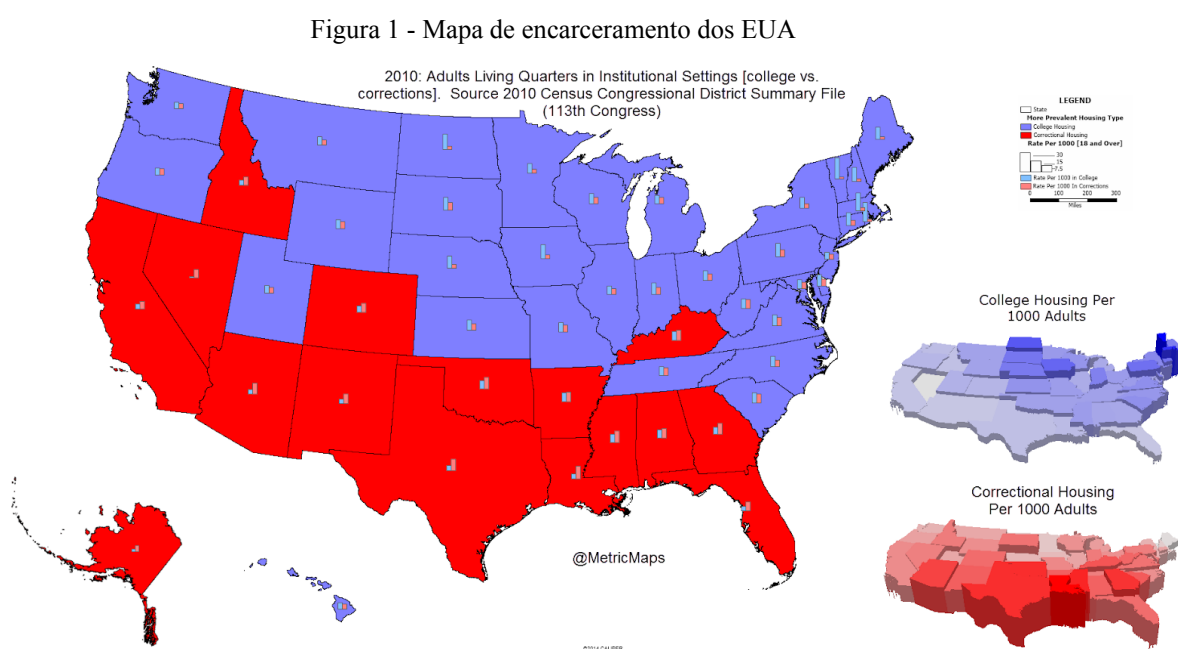 Figura 1 - Mapa de encarceramento dos EUA
2010: Adults Living Quarters in Institutional Settings [college vs.
corrections]. Source 2010 Census Congressional District Summary File
(113th Congress)
LEGEND
State
More Prevalent Housing Type
College Housing
Correctional Housing
Rate Per 1000 [18 and Over]
30
15
7.5
Rate Per 1000 in College
Rate Per 1000 In Corrections
0 100 200 300
Miles
College Housing Per
1000 Adults
Correctional Housing
Per 1000 Adults
@MetricMaps